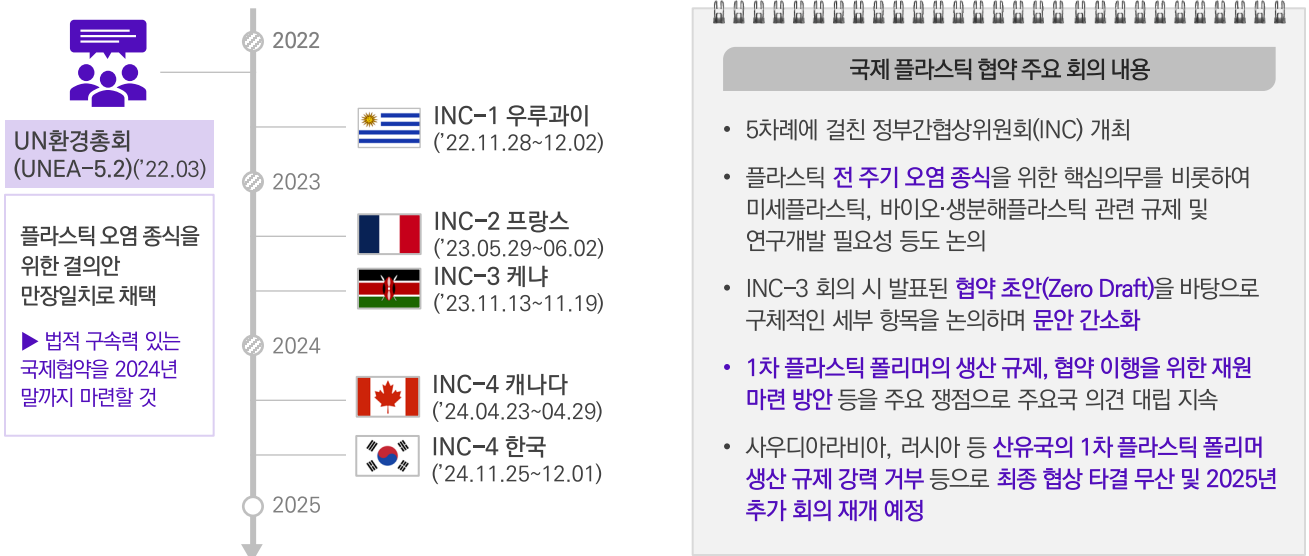 2022
UN환경총회
(UNEA-5.2)(’22.03)
플라스틱 오염 종식을
위한 결의안
만장일치로 채택
▶ 법적 구속력 있는
국제협약을 2024년
말까지 마련할 것
INC-1 우루과이
(’22.11.28~12.02)
2023
INC-2 프랑스
(’23.05.29~06.02)
INC-3 케냐
(’23.11.13~11.19)
2024
INC-4 캐나다
(’24.04.23~04.29)
INC-4 한국
(’24.11.25~12.01)
2025
국제 플라스틱 협약 주요 회의 내용
• 5차례에 걸친 정부간협상위원회(INC) 개최
• 플라스틱 전 주기 오염 종식을 위한 핵심의무를 비롯하여
미세플라스틱, 바이오·생분해플라스틱 관련 규제 및
연구개발 필요성 등도 논의
• INC-3 회의 시 발표된 협약 초안(Zero Draft)을 바탕으로
구체적인 세부 항목을 논의하며 문안 간소화
• 1차 플라스틱 폴리머의 생산 규제, 협약 이행을 위한 재원
마련 방안 등을 주요 쟁점으로 주요국 의견 대립 지속
• 사우디아라비아, 러시아 등 산유국의 1차 플라스틱 폴리머
생산 규제 강력 거부 등으로 최종 협상 타결 무산 및 2025년
추가 회의 재개 예정